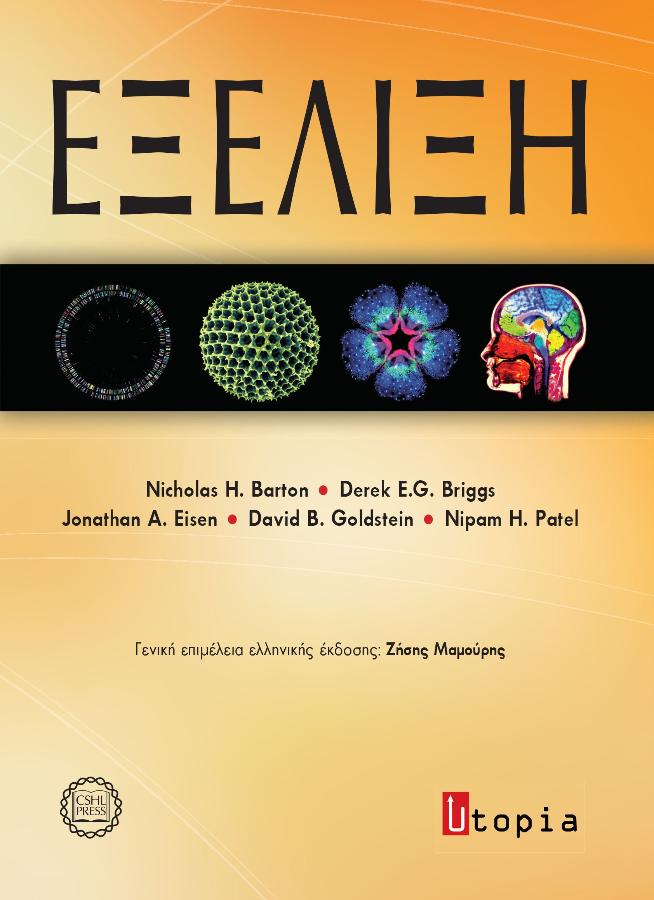 ΕΞΕΛΙΞΗ
Nicholas H. Barton • Derek E.G. Briggs
Jonathan A. Eisen • David B. Goldstein • Nipam H. Patel
Γενική επιμέλεια ελληνικής έκδοσης: Ζήσης Μαμούρης
CSHL
PRESS
Utopia